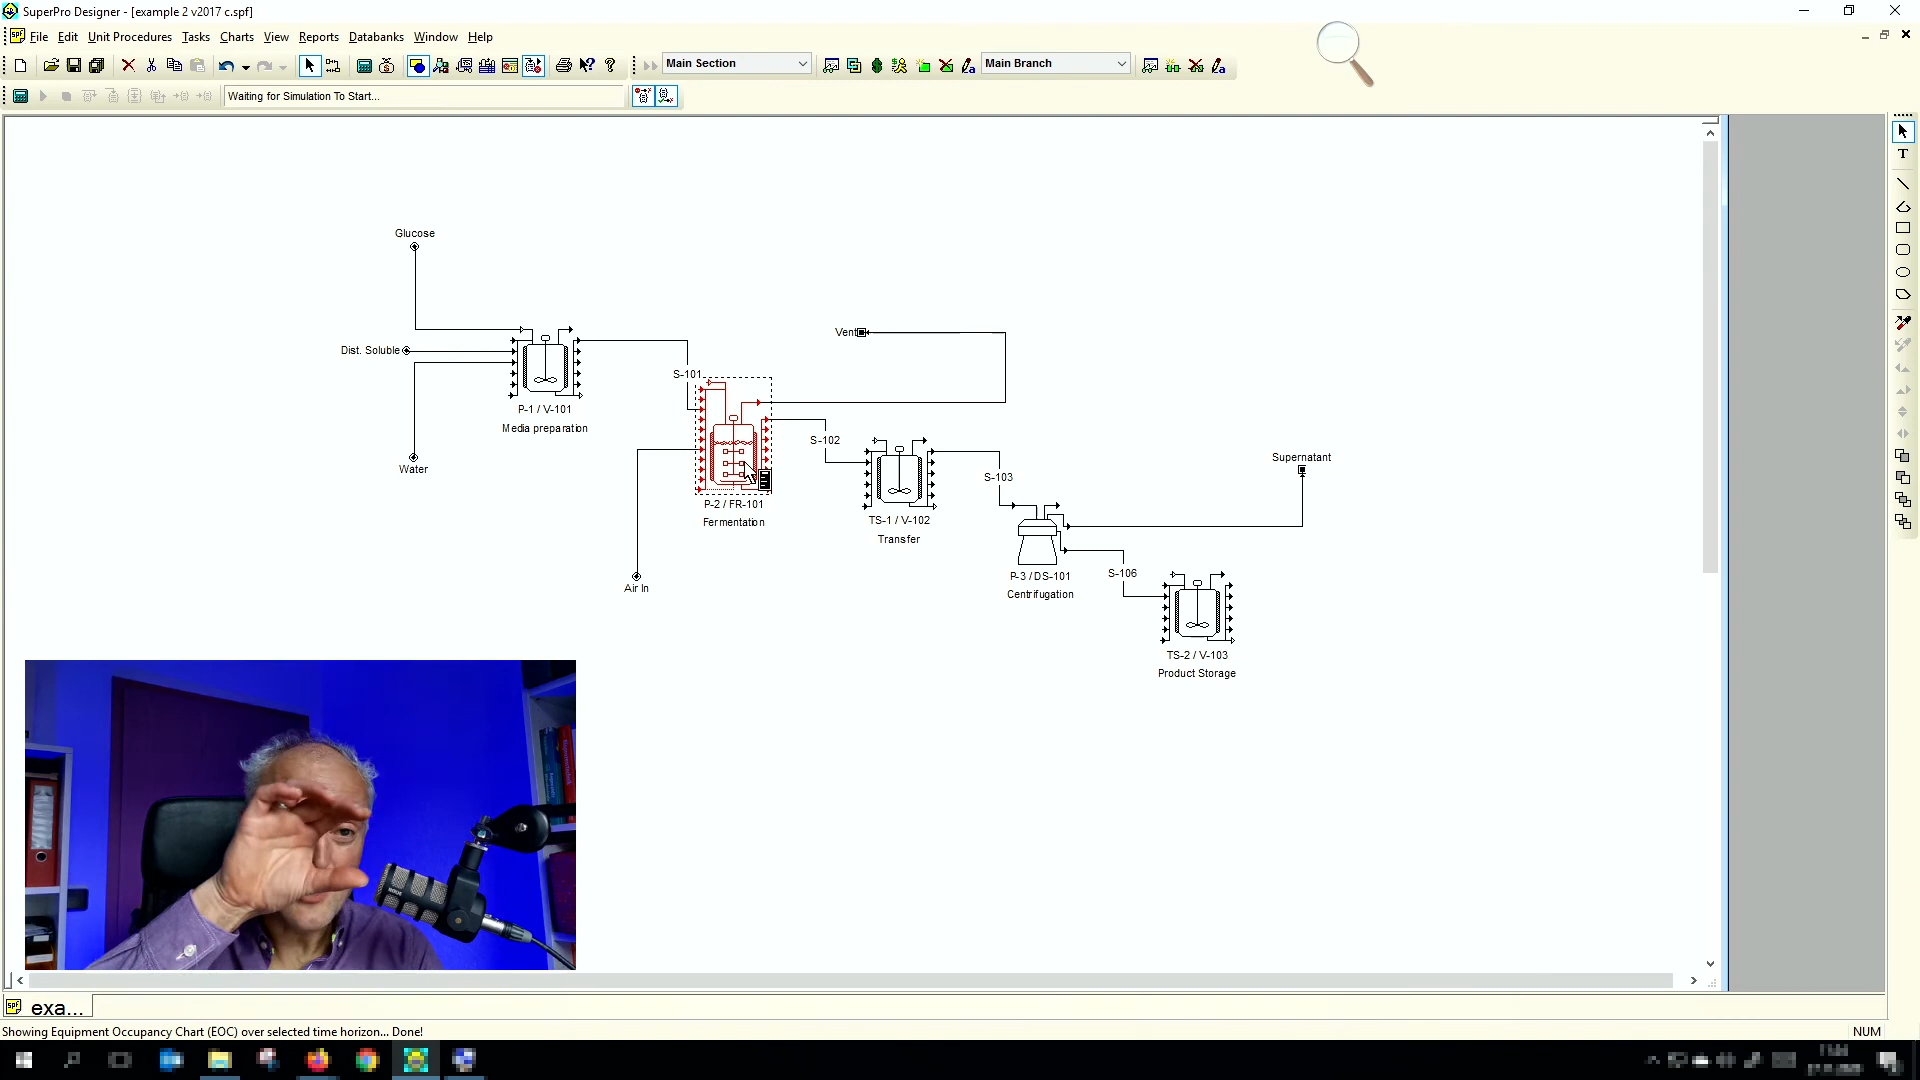 SuperPro Designer - [example 2 v2017 c.spf]
File Edit Unit Procedures Tasks Charts View Reports Databanks Window Help
Main Section
Main Branch
Waiting for Simulation To Start...
Glucose
Vent
Dist. Soluble
S-101
P-1 / V-101
Media preparation
S-102
Supernatant
Water
S-103
P-2 / FR-101
Fermentation
TS-1 / V-102
Transfer
P-3 / DS-101
Centrifugation
S-106
Air In
TS-2 / V-103
Product Storage
exa...
Showing Equipment Occupancy Chart (EOC) over selected time horizon... Done!
NUM